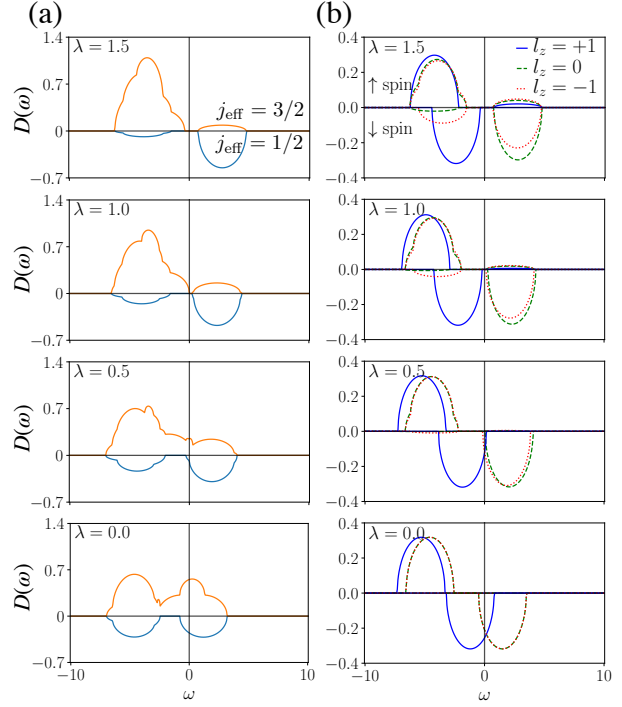 (a)
(b)
λ = 1.5
j_eff = 3/2
j_eff = 1/2
D(ω)
1.4
0.7
0
−0.7
λ = 1.5
l_z = +1
l_z = 0
l_z = −1
↑ spin
↓ spin
0.4
0.2
0.0
−0.2
−0.4
λ = 1.0
D(ω)
1.4
0.7
0
−0.7
λ = 1.0
0.4
0.2
0.0
−0.2
−0.4
λ = 0.5
D(ω)
1.4
0.7
0
−0.7
λ = 0.5
0.4
0.2
0.0
−0.2
−0.4
λ = 0.0
D(ω)
1.4
0.7
0
−0.7
−10 0 10
ω
λ = 0.0
0.4
0.2
0.0
−0.2
−0.4
−10 0 10
ω